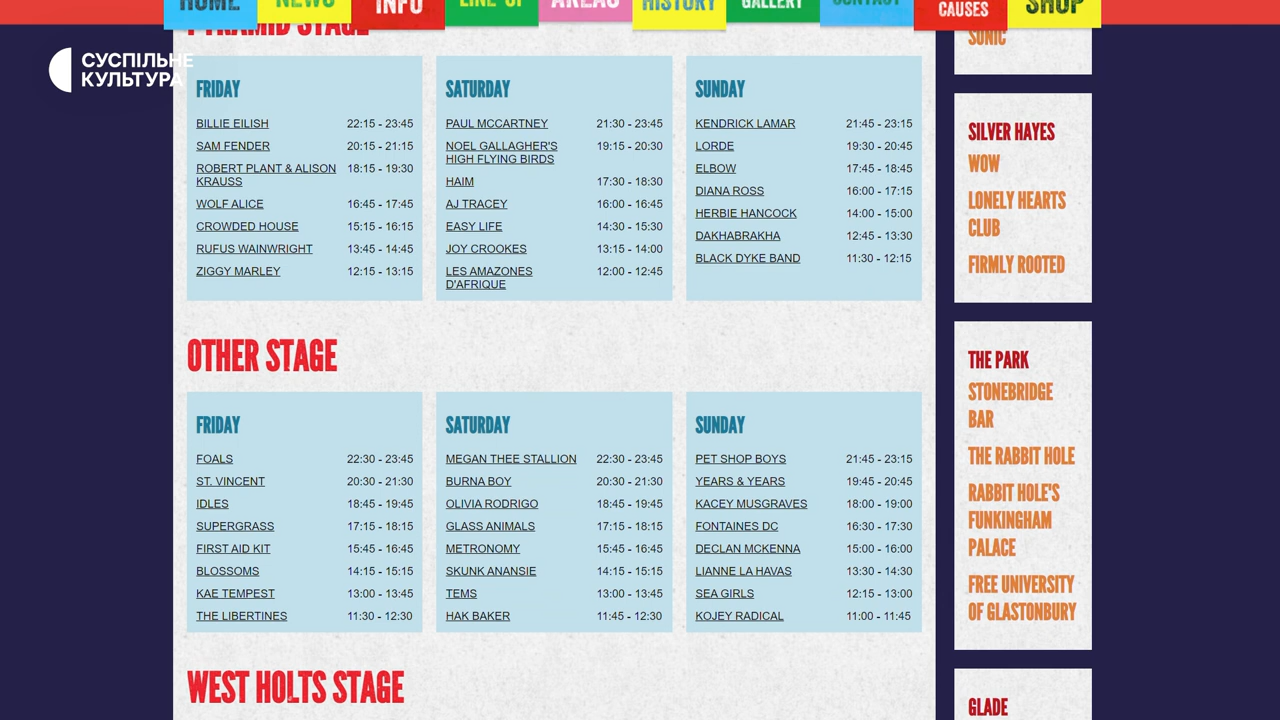 HOME
NEWS
INFO
LINE-UP
AREAS
HISTORY
GALLERY
CONTACT
CAUSES
SHOP
СУСПІЛЬНЕ
КУЛЬТУРА
PYRAMID STAGE
FRIDAY
BILLIE EILISH 22:15 - 23:45
SAM FENDER 20:15 - 21:15
ROBERT PLANT & ALISON 18:15 - 19:30
KRAUSS
WOLF ALICE 16:45 - 17:45
CROWDED HOUSE 15:15 - 16:15
RUFUS WAINWRIGHT 13:45 - 14:45
ZIGGY MARLEY 12:15 - 13:15
SATURDAY
PAUL MCCARTNEY 21:30 - 23:45
NOEL GALLAGHER'S 19:15 - 20:30
HIGH FLYING BIRDS
HAIM 17:30 - 18:30
AJ TRACEY 16:00 - 16:45
EASY LIFE 14:30 - 15:30
JOY CROOKES 13:15 - 14:00
LES AMAZONES 12:00 - 12:45
D'AFRIQUE
SUNDAY
KENDRICK LAMAR 21:45 - 23:15
LORDE 19:30 - 20:45
ELBOW 17:45 - 18:45
DIANA ROSS 16:00 - 17:15
HERBIE HANCOCK 14:00 - 15:00
DAKHABRAKHA 12:45 - 13:30
BLACK DYKE BAND 11:30 - 12:15
OTHER STAGE
FRIDAY
FOALS 22:30 - 23:45
ST. VINCENT 20:30 - 21:30
IDLES 18:45 - 19:45
SUPERGRASS 17:15 - 18:15
FIRST AID KIT 15:45 - 16:45
BLOSSOMS 14:15 - 15:15
KAE TEMPEST 13:00 - 13:45
THE LIBERTINES 11:30 - 12:30
SATURDAY
MEGAN THEE STALLION 22:30 - 23:45
BURNA BOY 20:30 - 21:30
OLIVIA RODRIGO 18:45 - 19:45
GLASS ANIMALS 17:15 - 18:15
METRONOMY 15:45 - 16:45
SKUNK ANANSIE 14:15 - 15:15
TEMS 13:00 - 13:45
HAK BAKER 11:45 - 12:30
SUNDAY
PET SHOP BOYS 21:45 - 23:15
YEARS & YEARS 19:45 - 20:45
KACEY MUSGRAVES 18:00 - 19:00
FONTAINES DC 16:30 - 17:30
DECLAN MCKENNA 15:00 - 16:00
LIANNE LA HAVAS 13:30 - 14:30
SEA GIRLS 12:15 - 13:00
KOJEY RADICAL 11:00 - 11:45
WEST HOLTS STAGE
SONIC
SILVER HAYES
WOW
LONELY HEARTS
CLUB
FIRMLY ROOTED
THE PARK
STONEBRIDGE
BAR
THE RABBIT HOLE
RABBIT HOLE'S
FUNKINGHAM
PALACE
FREE UNIVERSITY
OF GLASTONBURY
GLADE